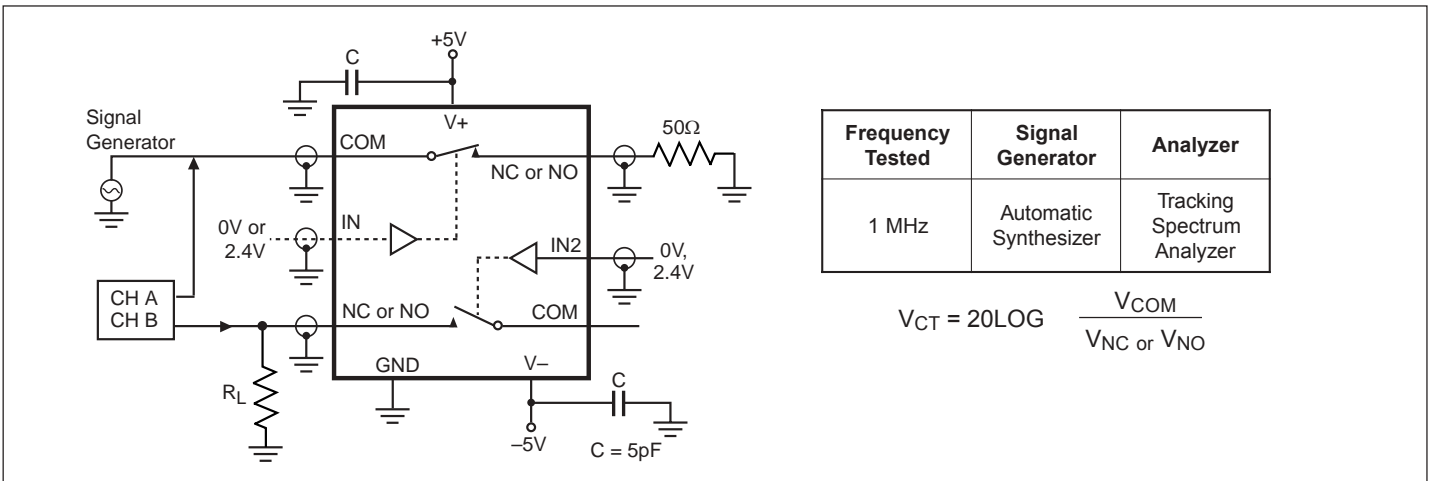 +5V
C
Signal
Generator
V+
COM
50Ω
NC or NO
0V or
2.4V
IN
IN2
0V,
2.4V
CH A
CH B
NC or NO
COM
GND
V–
RL
C
–5V
C = 5pF
Frequency
Tested
Signal
Generator
Analyzer
1 MHz
Automatic
Synthesizer
Tracking
Spectrum
Analyzer
VCT = 20LOG
VCOM
VNC or VNO